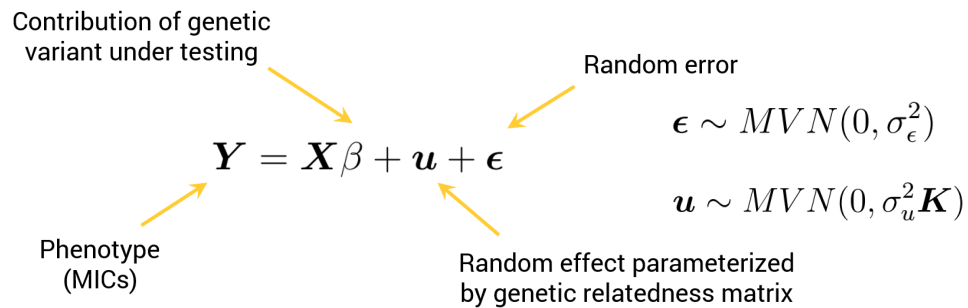 Contribution of genetic
variant under testing
Random error
ϵ ∼ MVN(0, σ²_ϵ)
Y = Xβ + u + ϵ
u ∼ MVN(0, σ²_u K)
Phenotype
(MICs)
Random effect parameterized
by genetic relatedness matrix